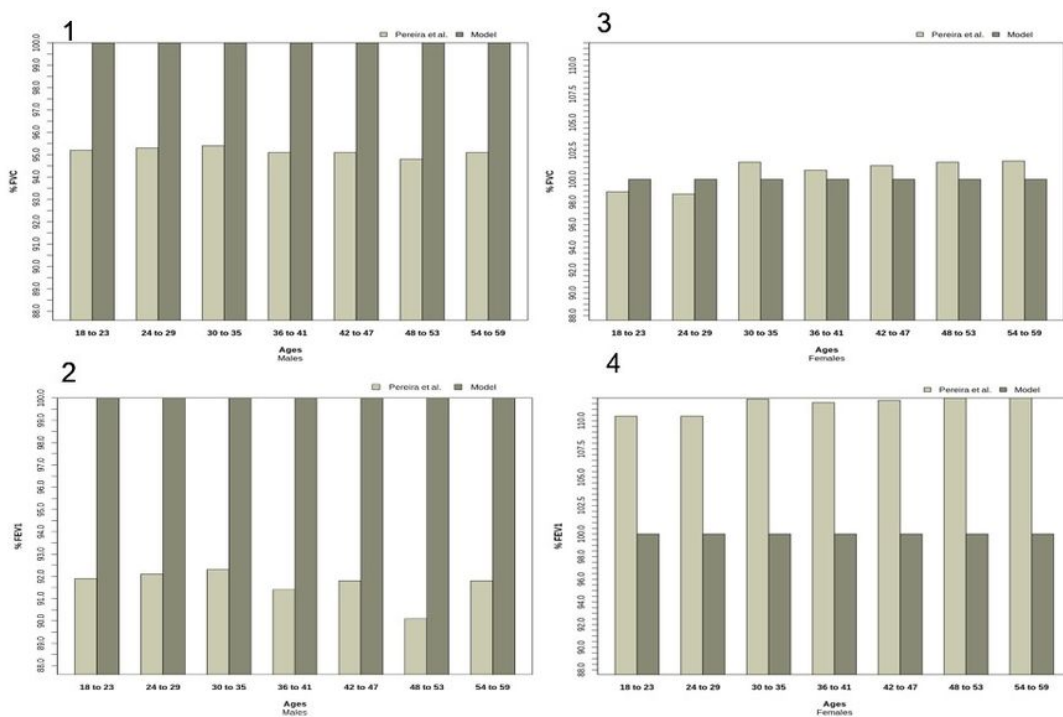 1
Pereira et al. Model
% FVC
100.0
99.0
98.0
97.0
96.0
95.0
94.0
93.0
92.0
91.0
90.0
89.0
88.0
18 to 23 24 to 29 30 to 35 36 to 41 42 to 47 48 to 53 54 to 59
Ages
Males
3
Pereira et al. Model
% FVC
110.0
107.5
105.0
102.5
100.0
98.0
96.0
94.0
92.0
90.0
88.0
18 to 23 24 to 29 30 to 35 36 to 41 42 to 47 48 to 53 54 to 59
Ages
Females
2
Pereira et al. Model
% FEV1
100.0
99.0
98.0
97.0
96.0
95.0
94.0
93.0
92.0
91.0
90.0
89.0
88.0
18 to 23 24 to 29 30 to 35 36 to 41 42 to 47 48 to 53 54 to 59
Ages
Males
4
Pereira et al. Model
% FEV1
110.0
107.5
105.0
102.5
100.0
98.0
96.0
94.0
92.0
90.0
88.0
18 to 23 24 to 29 30 to 35 36 to 41 42 to 47 48 to 53 54 to 59
Ages
Females